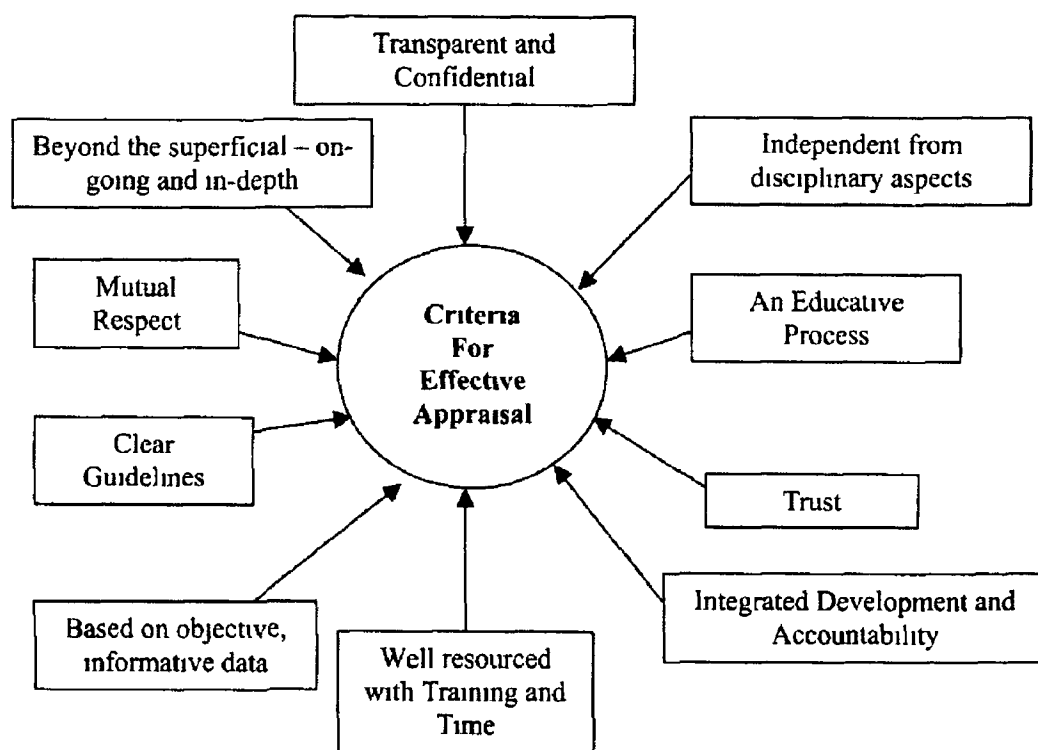 Transparent and
Confidential
Beyond the superficial – on-
going and in-depth
Independent from
disciplinary aspects
Mutual
Respect
Criteria
For
Effective
Appraisal
An Educative
Process
Clear
Guidelines
Trust
Based on objective,
informative data
Well resourced
with Training and
Time
Integrated Development and
Accountability